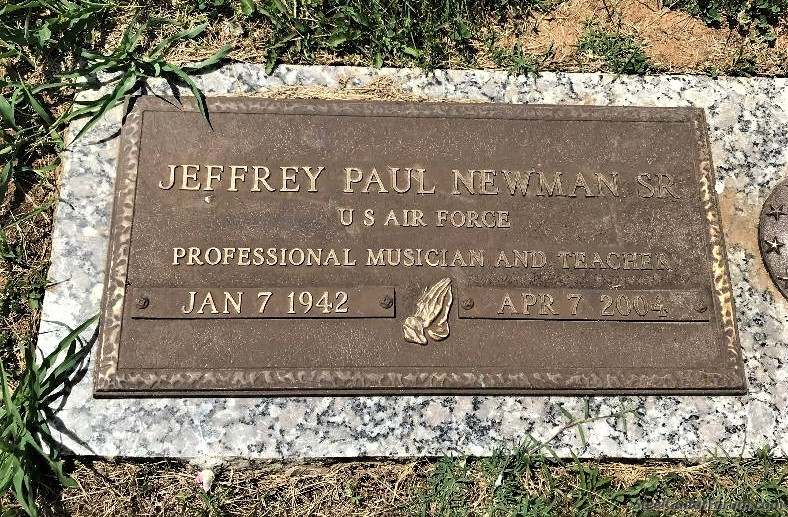 JEFFREY PAUL NEWMAN SR
U S AIR FORCE
PROFESSIONAL MUSICIAN AND TEACHER
JAN 7 1942 APR 7 2004